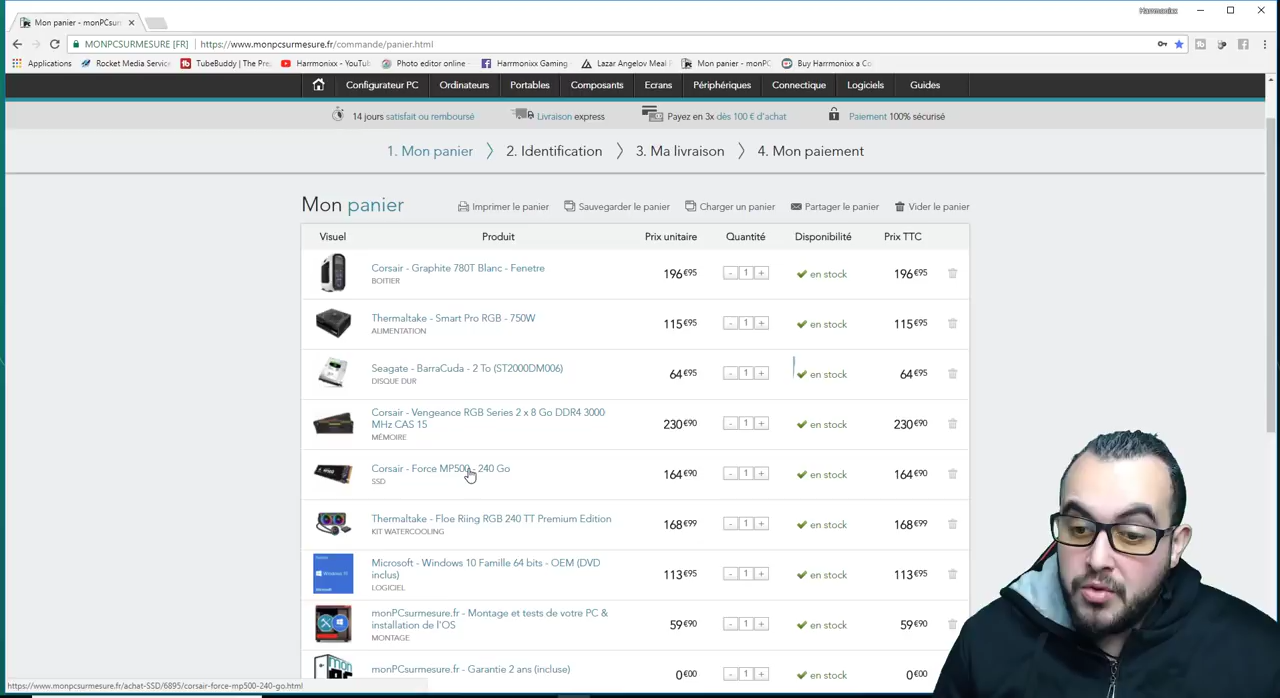 Harrmonixx
Mon panier - monPCsur
MONPCSURMESURE [FR] https://www.monpcsurmesure.fr/commande/panier.html
Applications Rocket Media Service TubeBuddy | The Pre Harrmonixx - YouTu Photo editor online Harrmonixx Gaming Lazar Angelov Meal P Mon panier - monPC Buy Harrmonixx a Co
Configurateur PC Ordinateurs Portables Composants Ecrans Périphériques Connectique Logiciels Guides
14 jours satisfait ou remboursé Livraison express Payez en 3x dès 100 € d'achat Paiement 100% sécurisé
1. Mon panier 2. Identification 3. Ma livraison 4. Mon paiement
Mon panier Imprimer le panier Sauvegarder le panier Charger un panier Partager le panier Vider le panier
Visuel Produit Prix unitaire Quantité Disponibilité Prix TTC
Corsair - Graphite 780T Blanc - Fenetre 196€95 - 1 + en stock 196€95
BOITIER
Thermaltake - Smart Pro RGB - 750W 115€95 - 1 + en stock 115€95
ALIMENTATION
Seagate - BarraCuda - 2 To (ST2000DM006) 64€95 - 1 + en stock 64€95
DISQUE DUR
Corsair - Vengeance RGB Series 2 x 8 Go DDR4 3000
MHz CAS 15 230€90 - 1 + en stock 230€90
MÉMOIRE
Corsair - Force MP500 - 240 Go 164€90 - 1 + en stock 164€90
SSD
Thermaltake - Floe Riing RGB 240 TT Premium Edition 168€99 - 1 + en stock 168€99
KIT WATERCOOLING
Microsoft - Windows 10 Famille 64 bits - OEM (DVD
inclus) 113€95 - 1 + en stock 113€95
LOGICIEL
monPCsurmesure.fr - Montage et tests de votre PC &
installation de l'OS 59€90 - 1 + en stock 59€90
MONTAGE
monPCsurmesure.fr - Garantie 2 ans (incluse) 0€00 - 1 + en stock 0€00
https://www.monpcsurmesure.fr/achat-SSD/6895/corsair-force-mp500-240-go.html